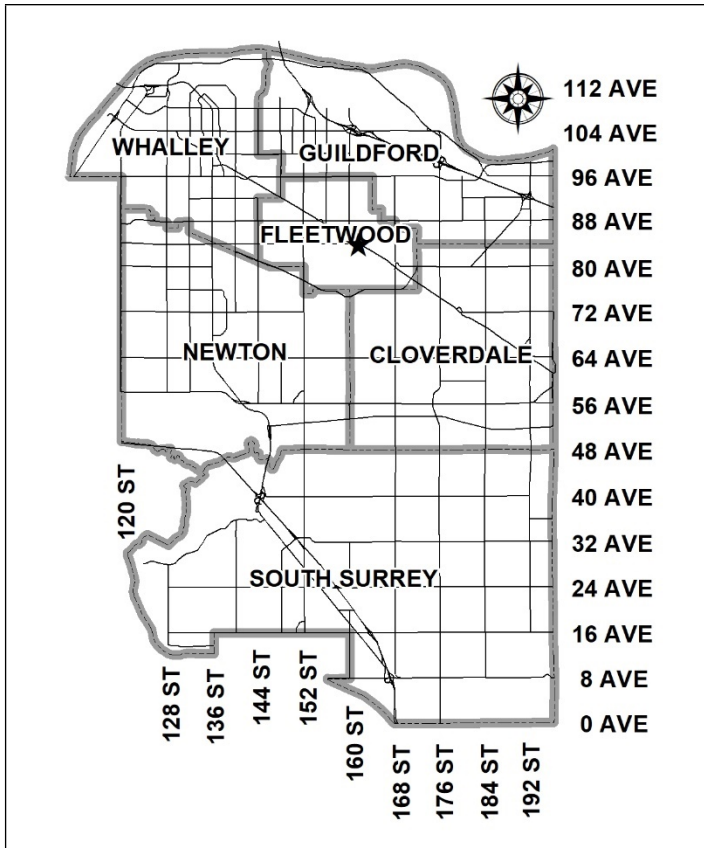 112 AVE
104 AVE
WHALLEY
GUILDFORD
96 AVE
88 AVE
FLEETWOOD
80 AVE
72 AVE
NEWTON
CLOVERDALE
64 AVE
56 AVE
48 AVE
120 ST
40 AVE
32 AVE
SOUTH SURREY
24 AVE
16 AVE
128 ST
136 ST
144 ST
152 ST
160 ST
8 AVE
0 AVE
168 ST
176 ST
184 ST
192 ST